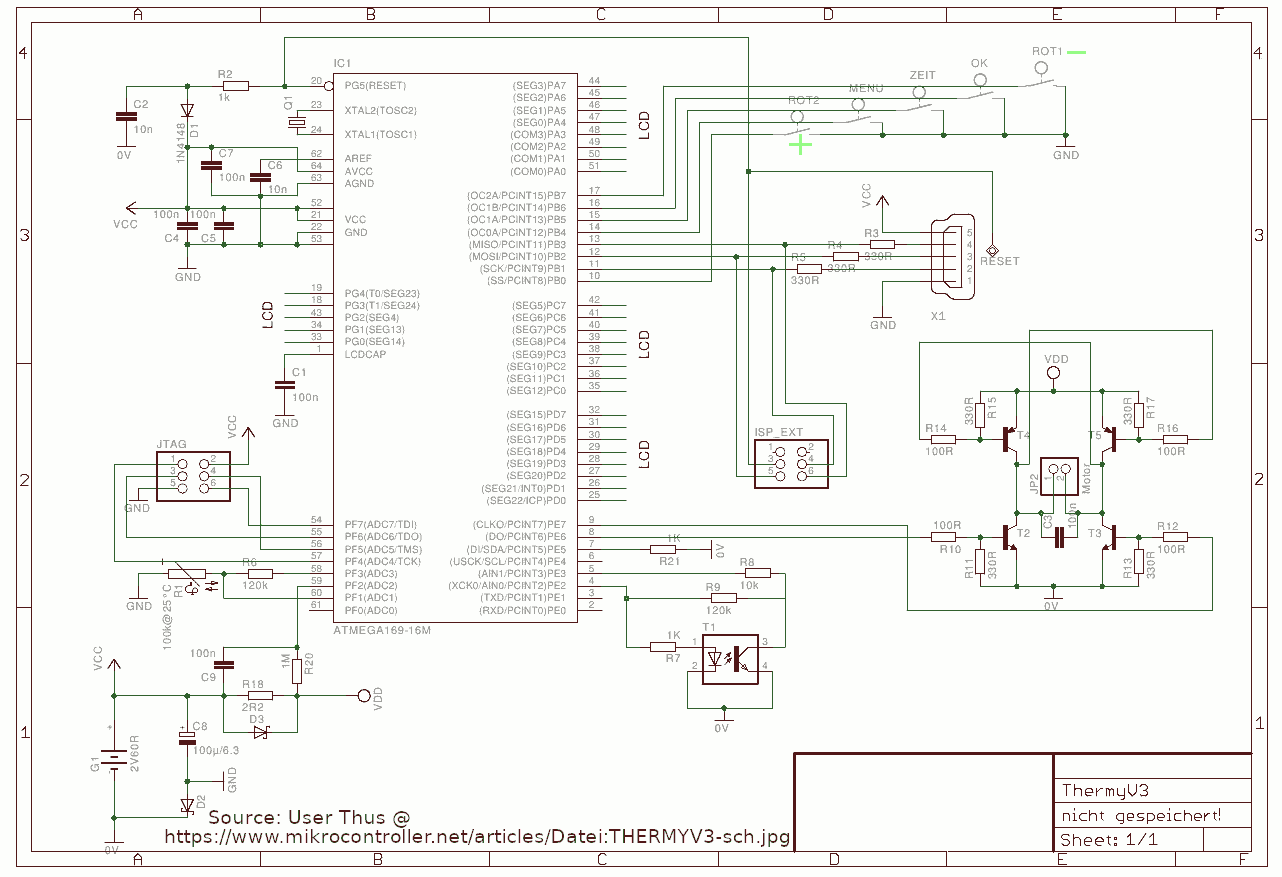 A B C D E F
4 4
3 3
2 2
1 1
A B C D E F
IC1
20 PG5(RESET)
23 XTAL2(TOSC2)
24 XTAL1(TOSC1)
62 AREF
64 AVCC
63 AGND
52
21 VCC
22 GND
53
19 PG4(T0/SEG23)
18 PG3(T1/SEG24)
43 PG2(SEG4)
34 PG1(SEG13)
33 PG0(SEG14)
1 LCDCAP
54 PF7(ADC7/TDI)
55 PF6(ADC6/TDO)
56 PF5(ADC5/TMS)
57 PF4(ADC4/TCK)
58 PF3(ADC3)
59 PF2(ADC2)
60 PF1(ADC1)
61 PF0(ADC0)
ATMEGA169-16M
(SEG3)PA7 44
(SEG2)PA6 45
(SEG1)PA5 46
(SEG0)PA4 47
(COM3)PA3 48
(COM2)PA2 49
(COM1)PA1 50
(COM0)PA0 51
(OC2A/PCINT15)PB7 17
(OC1B/PCINT14)PB6 16
(OC1A/PCINT13)PB5 15
(OC0A/PCINT12)PB4 14
(MISO/PCINT11)PB3 13
(MOSI/PCINT10)PB2 12
(SCK/PCINT9)PB1 11
(SS/PCINT8)PB0 10
(SEG5)PC7 42
(SEG6)PC6 41
(SEG7)PC5 40
(SEG8)PC4 39
(SEG9)PC3 38
(SEG10)PC2 37
(SEG11)PC1 36
(SEG12)PC0 35
(SEG15)PD7 32
(SEG16)PD6 31
(SEG17)PD5 30
(SEG18)PD4 29
(SEG19)PD3 28
(SEG20)PD2 27
(SEG21/INT0)PD1 26
(SEG22/ICP)PD0 25
(CLKO/PCINT7)PE7 9
(DO/PCINT6)PE6 8
(DI/SDA/PCINT5)PE5 7
(USCK/SCL/PCINT4)PE4 6
(AIN1/PCINT3)PE3 5
(XCK0/AIN0/PCINT2)PE2 4
(TXD/PCINT1)PE1 3
(RXD/PCINT0)PE0 2
LCD
LCD
LCD
LCD
R2
1k
C2
10n
0V
D1
1N4148
Q1
C7
100n
C6
10n
VCC
100n
C4
100n
C5
GND
C1
100n
GND
VCC
JTAG
1 2
3 4
5 6
GND
R6
120k
R1
100k@25°C
GND
VCC
100n
C9
1M
R20
R18
2R2
D3
VDD
C8
100µ/6.3
G1
2V60R
GND
D2
0V
ROT1
OK
ZEIT
MENU
ROT2
GND
VCC
R3
330R
R4
330R
R5
330R
5
4
3
2
1
X1
GND
RESET
ISP_EXT
1 2
3 4
5 6
1K
R21
0V
R8
10k
R9
120k
1K
R7
T1
1 3
2 4
0V
VDD
330R
R15
330R
R17
R14
100R
R16
100R
T4
T5
JP2
1 2
Motor
C3
100n
T2
T3
100R
R10
R12
100R
R11
330R
R13
330R
0V
Source: User Thus @
https://www.mikrocontroller.net/articles/Datei:THERMYV3-sch.jpg
ThermyV3
nicht gespeichert!
Sheet: 1/1